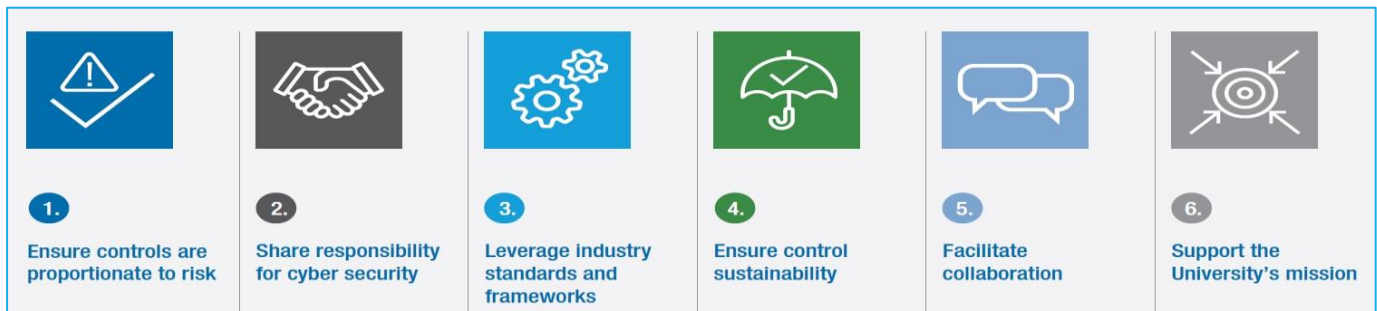 1.
Ensure controls are
proportionate to risk
2.
Share responsibility
for cyber security
3.
Leverage industry
standards and
frameworks
4.
Ensure control
sustainability
5.
Facilitate
collaboration
6.
Support the
University's mission